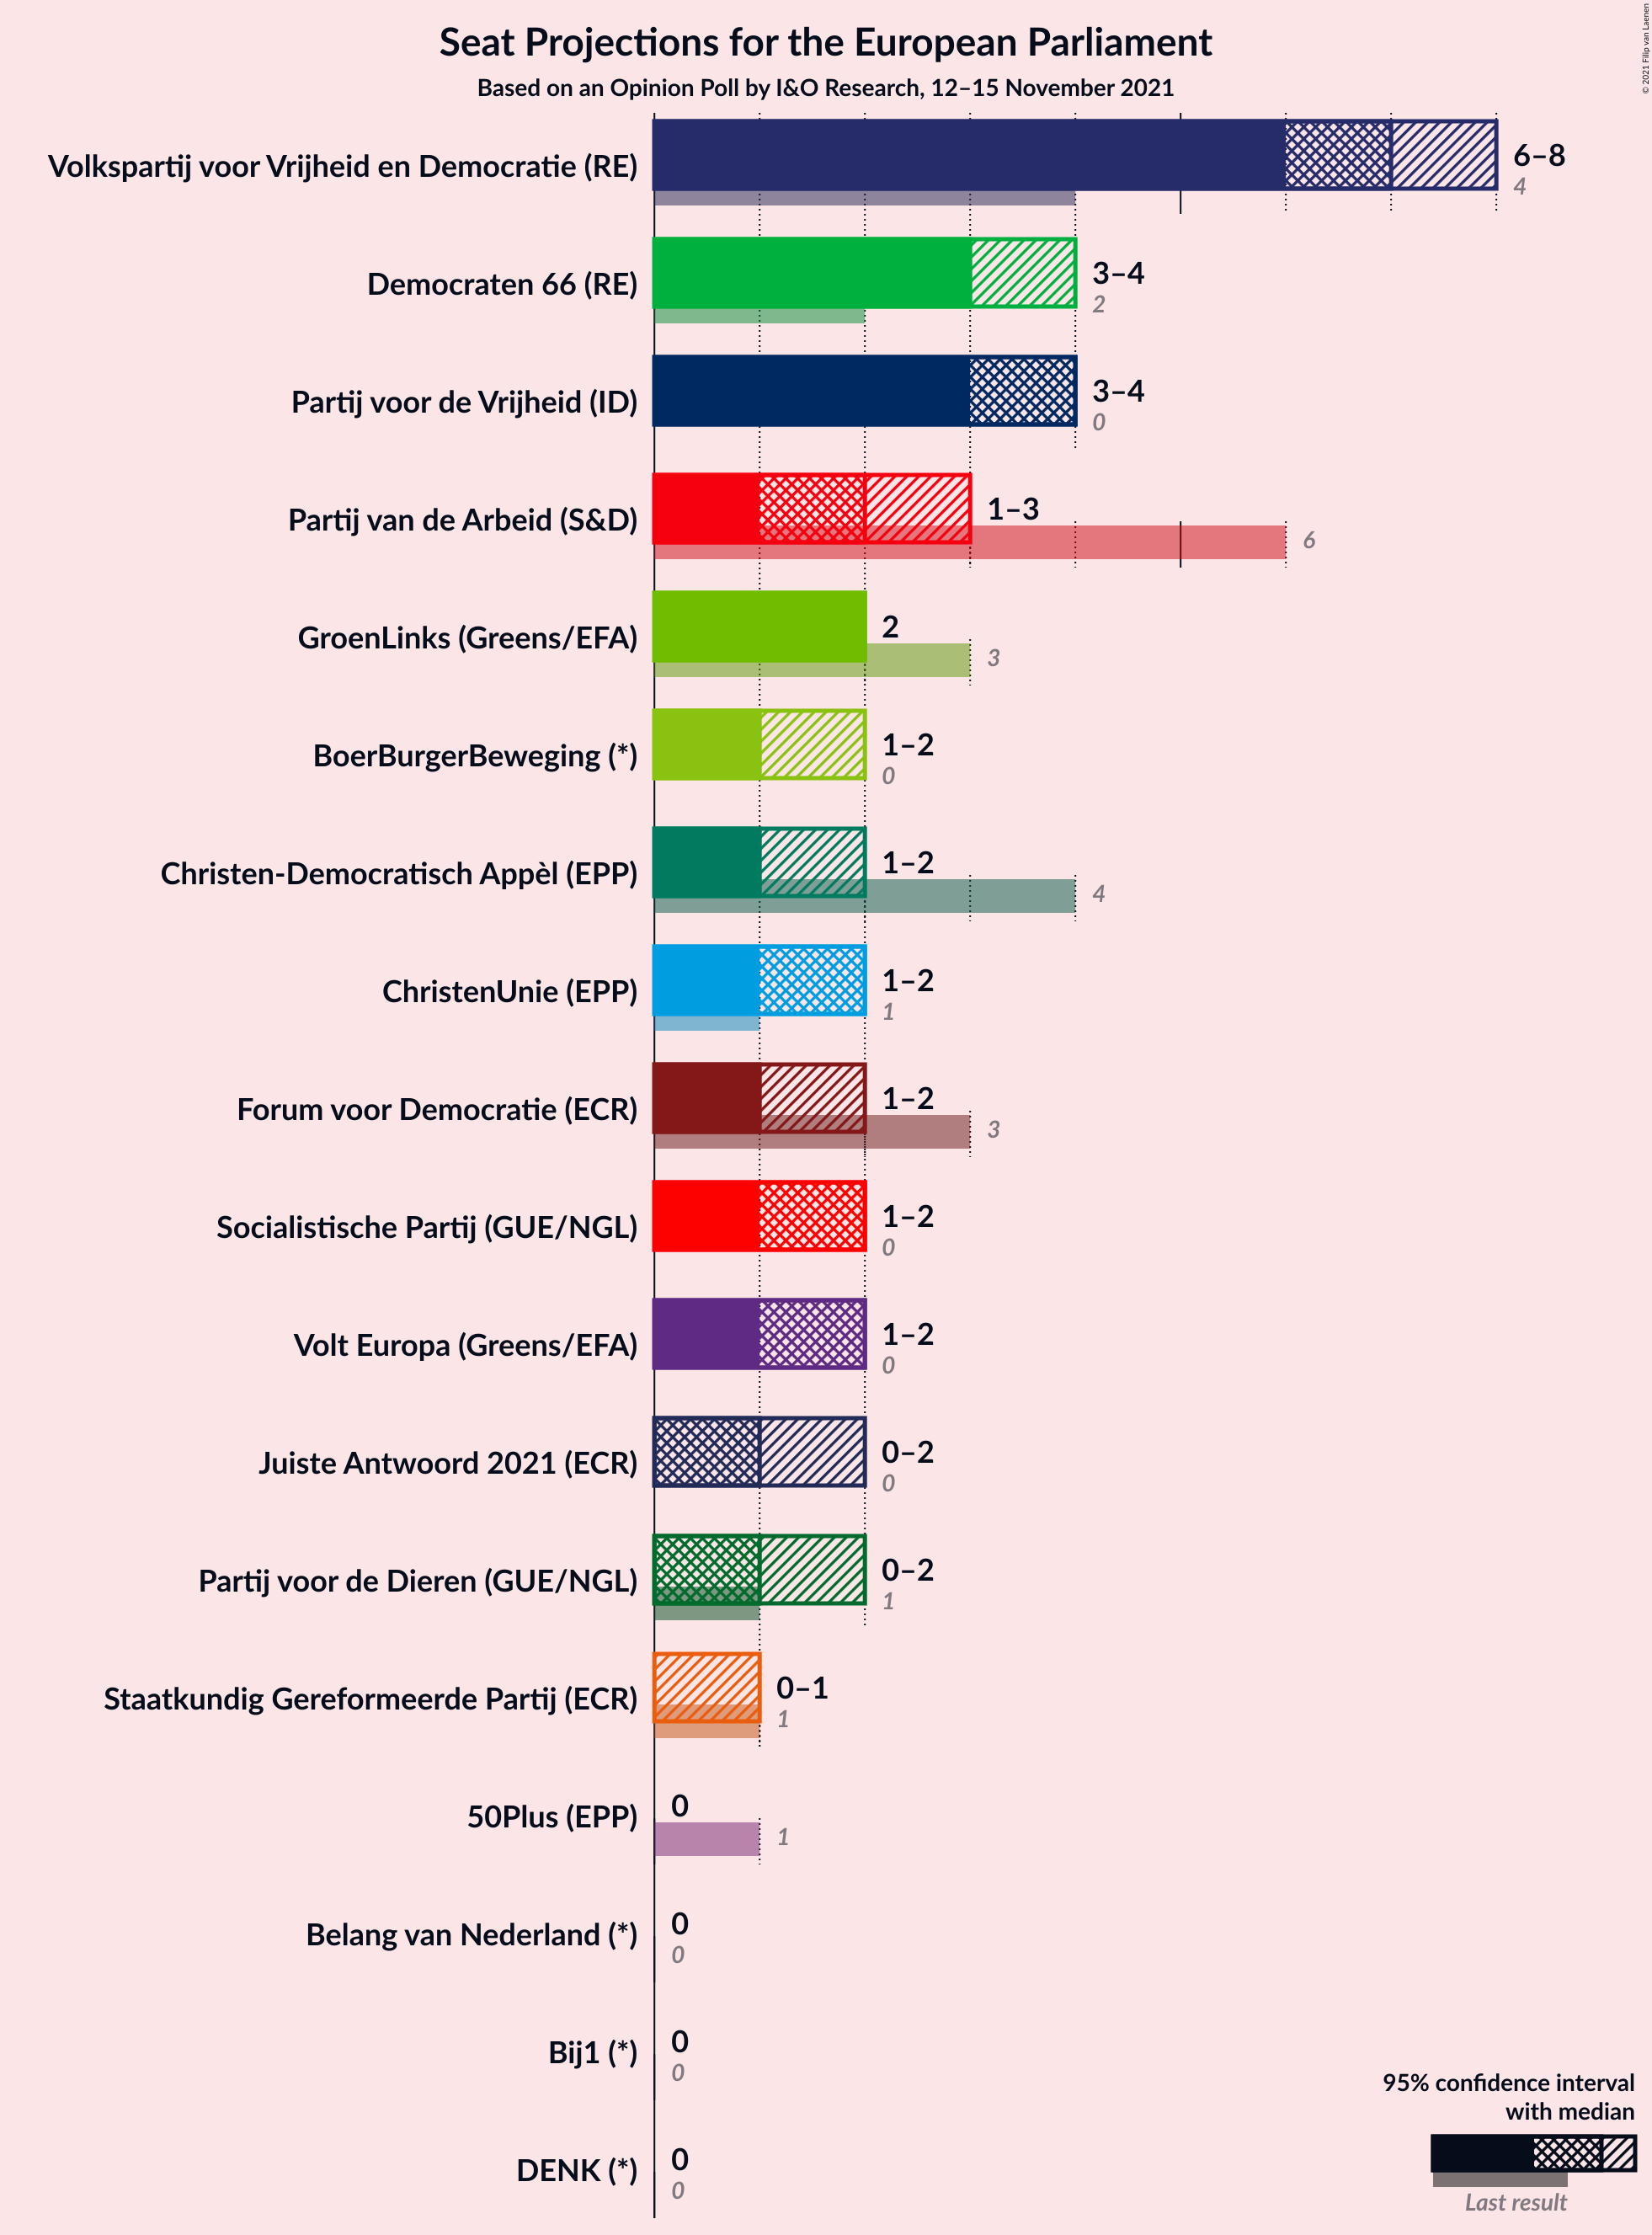 Seat Projections for the European Parliament
Based on an Opinion Poll by I&O Research, 12–15 November 2021
© 2021 Filip van Laenen
Volkspartij voor Vrijheid en Democratie (RE)
6–8
4
Democraten 66 (RE)
3–4
2
Partij voor de Vrijheid (ID)
3–4
0
Partij van de Arbeid (S&D)
1–3
6
GroenLinks (Greens/EFA)
2
3
BoerBurgerBeweging (*)
1–2
0
Christen-Democratisch Appèl (EPP)
1–2
4
ChristenUnie (EPP)
1–2
1
Forum voor Democratie (ECR)
1–2
3
Socialistische Partij (GUE/NGL)
1–2
0
Volt Europa (Greens/EFA)
1–2
0
Juiste Antwoord 2021 (ECR)
0–2
0
Partij voor de Dieren (GUE/NGL)
0–2
1
Staatkundig Gereformeerde Partij (ECR)
0–1
1
50Plus (EPP)
0
1
Belang van Nederland (*)
0
0
Bij1 (*)
0
0
DENK (*)
0
0
95% confidence interval
with median
Last result